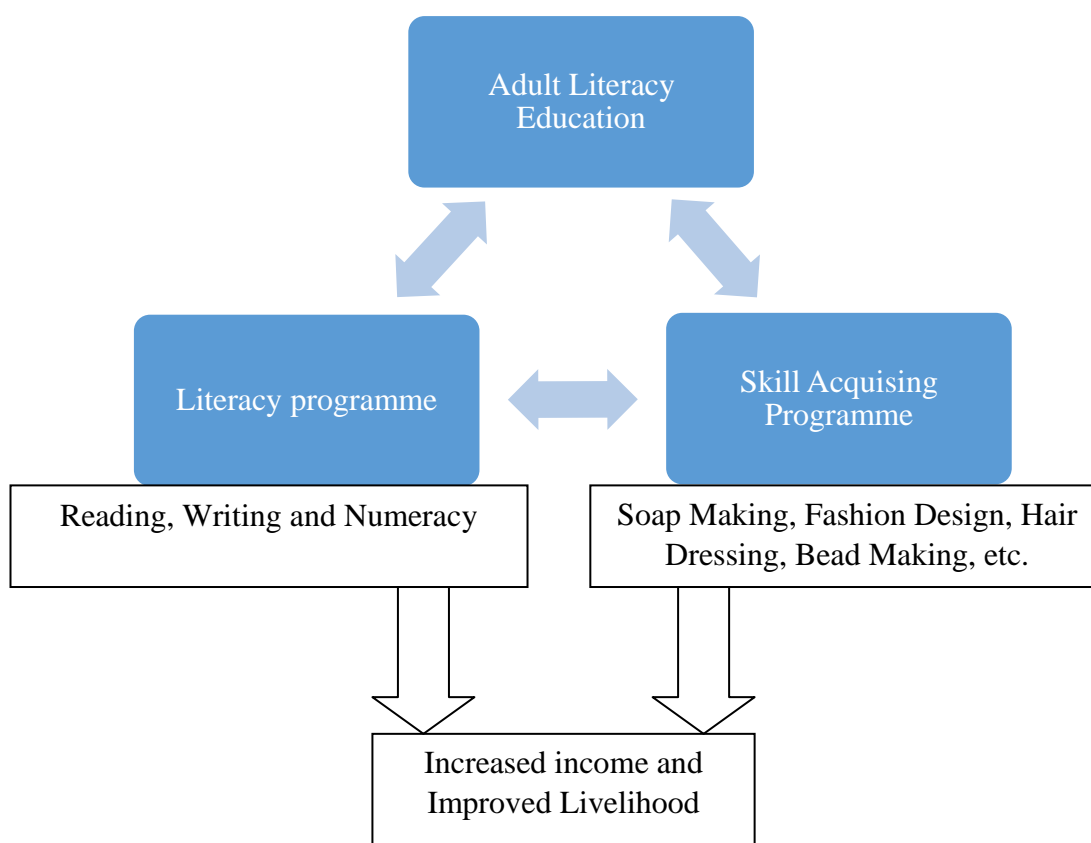 Adult Literacy
Education
Literacy programme
Skill Acquising
Programme
Reading, Writing and Numeracy
Soap Making, Fashion Design, Hair
Dressing, Bead Making, etc.
Increased income and
Improved Livelihood